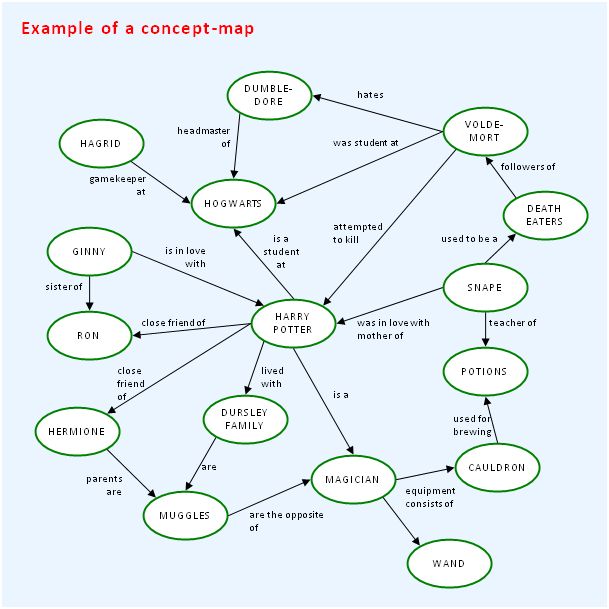 Example of a concept-map
DUMBLE-
DORE
hates
VOLDE-
MORT
HAGRID
headmaster
of
was student at
gamekeeper
at
followers of
HOGWARTS
DEATH
EATERS
GINNY
is in love
with
is a
student
at
attempted
to kill
used to be a
sister of
SNAPE
RON
close friend of
HARRY
POTTER
was in love with
mother of
teacher of
close
friend
of
lived
with
POTIONS
is a
HERMIONE
DURSLEY
FAMILY
used for
brewing
are
CAULDRON
parents
are
MAGICIAN
equipment
consists of
MUGGLES
are the opposite
of
WAND